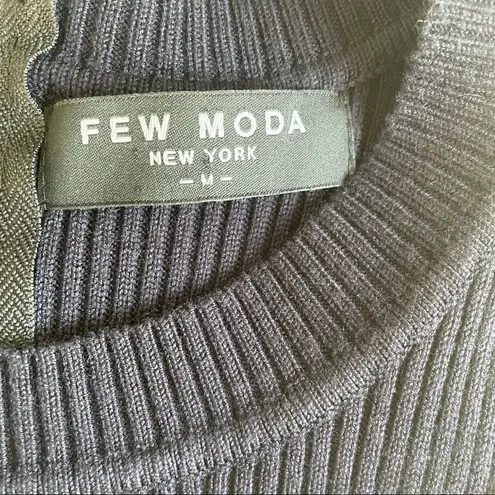 FEW MODA
NEW YORK
– M –